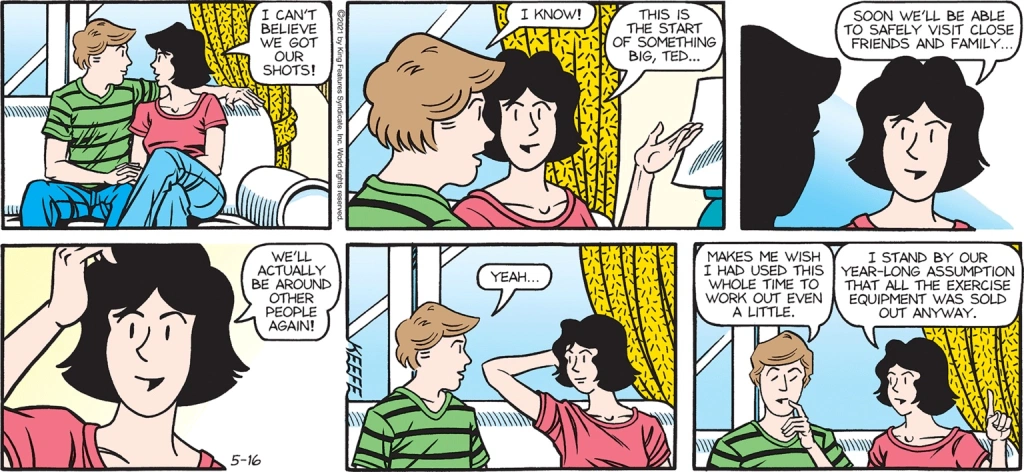 I CAN'T
BELIEVE
WE GOT
OUR
SHOTS!
©2021 by King Features Syndicate, Inc. World rights reserved.
I KNOW!
THIS IS
THE START
OF SOMETHING
BIG, TED...
SOON WE'LL BE ABLE
TO SAFELY VISIT CLOSE
FRIENDS AND FAMILY...
WE'LL
ACTUALLY
BE AROUND
OTHER
PEOPLE
AGAIN!
5-16
YEAH...
MAKES ME WISH
I HAD USED THIS
WHOLE TIME TO
WORK OUT EVEN
A LITTLE.
I STAND BY OUR
YEAR-LONG ASSUMPTION
THAT ALL THE EXERCISE
EQUIPMENT WAS SOLD
OUT ANYWAY.